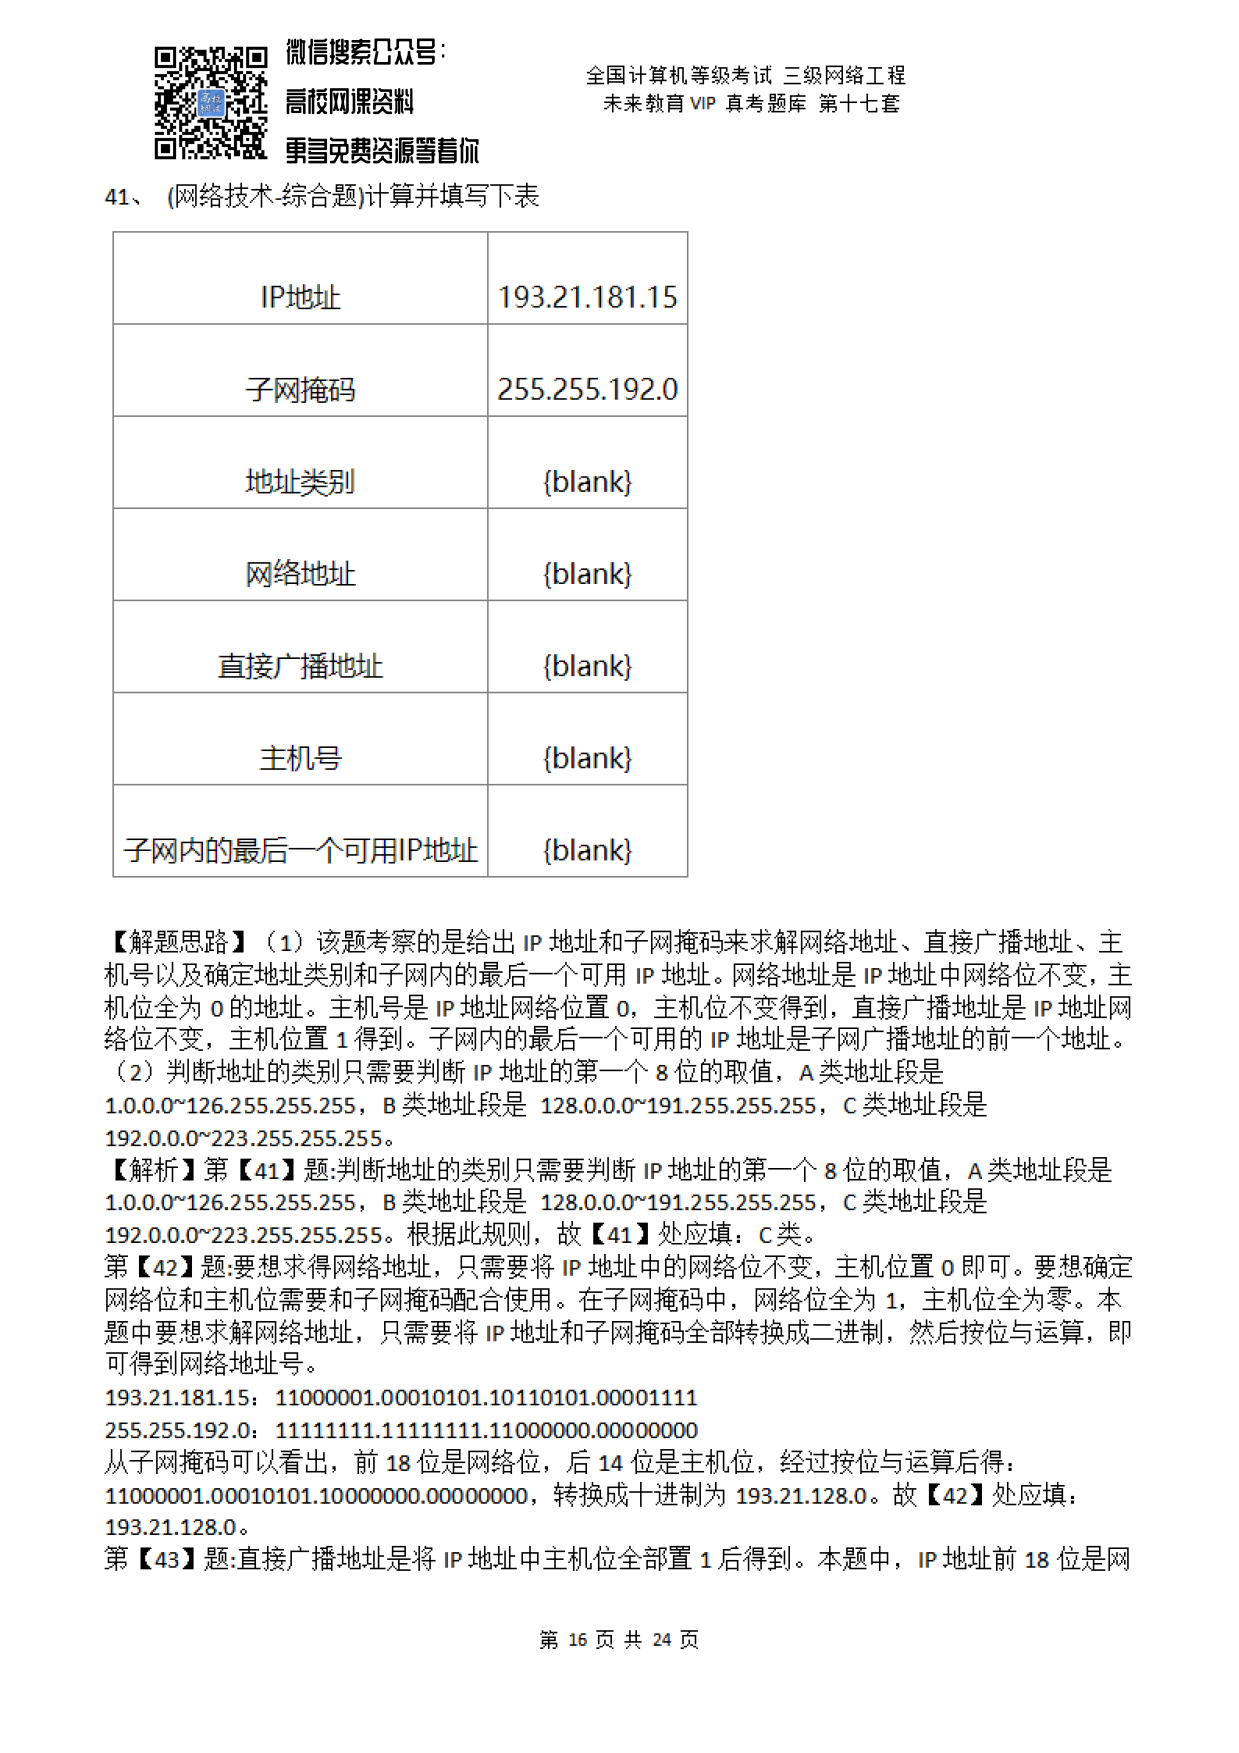 微信搜索公众号：
高校网课资料
更多免费资源等着你
全国计算机等级考试 三级网络工程
未来教育 VIP 真考题库 第十七套
高校
网课
41、 (网络技术-综合题)计算并填写下表
IP地址 193.21.181.15
子网掩码 255.255.192.0
地址类别 {blank}
网络地址 {blank}
直接广播地址 {blank}
主机号 {blank}
子网内的最后一个可用IP地址 {blank}
【解题思路】（1）该题考察的是给出 IP 地址和子网掩码来求解网络地址、直接广播地址、主
机号以及确定地址类别和子网内的最后一个可用 IP 地址。网络地址是 IP 地址中网络位不变，主
机位全为 0 的地址。主机号是 IP 地址网络位置 0，主机位不变得到，直接广播地址是 IP 地址网
络位不变，主机位置 1 得到。子网内的最后一个可用的 IP 地址是子网广播地址的前一个地址。
（2）判断地址的类别只需要判断 IP 地址的第一个 8 位的取值，A 类地址段是
1.0.0.0~126.255.255.255，B 类地址段是 128.0.0.0~191.255.255.255，C 类地址段是
192.0.0.0~223.255.255.255。
【解析】第【41】题:判断地址的类别只需要判断 IP 地址的第一个 8 位的取值，A 类地址段是
1.0.0.0~126.255.255.255，B 类地址段是 128.0.0.0~191.255.255.255，C 类地址段是
192.0.0.0~223.255.255.255。根据此规则，故【41】处应填：C 类。
第【42】题:要想求得网络地址，只需要将 IP 地址中的网络位不变，主机位置 0 即可。要想确定
网络位和主机位需要和子网掩码配合使用。在子网掩码中，网络位全为 1，主机位全为零。本
题中要想求解网络地址，只需要将 IP 地址和子网掩码全部转换成二进制，然后按位与运算，即
可得到网络地址号。
193.21.181.15：11000001.00010101.10110101.00001111
255.255.192.0：11111111.11111111.11000000.00000000
从子网掩码可以看出，前 18 位是网络位，后 14 位是主机位，经过按位与运算后得：
11000001.00010101.10000000.00000000，转换成十进制为 193.21.128.0。故【42】处应填：
193.21.128.0。
第【43】题:直接广播地址是将 IP 地址中主机位全部置 1 后得到。本题中，IP 地址前 18 位是网
第 16 页 共 24 页